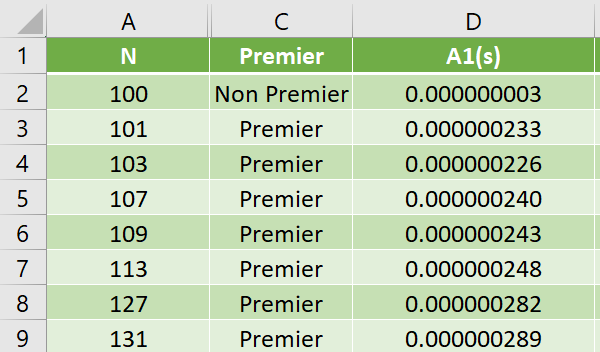 A C D
1 N Premier A1(s)
2 100 Non Premier 0.000000003
3 101 Premier 0.000000233
4 103 Premier 0.000000226
5 107 Premier 0.000000240
6 109 Premier 0.000000243
7 113 Premier 0.000000248
8 127 Premier 0.000000282
9 131 Premier 0.000000289